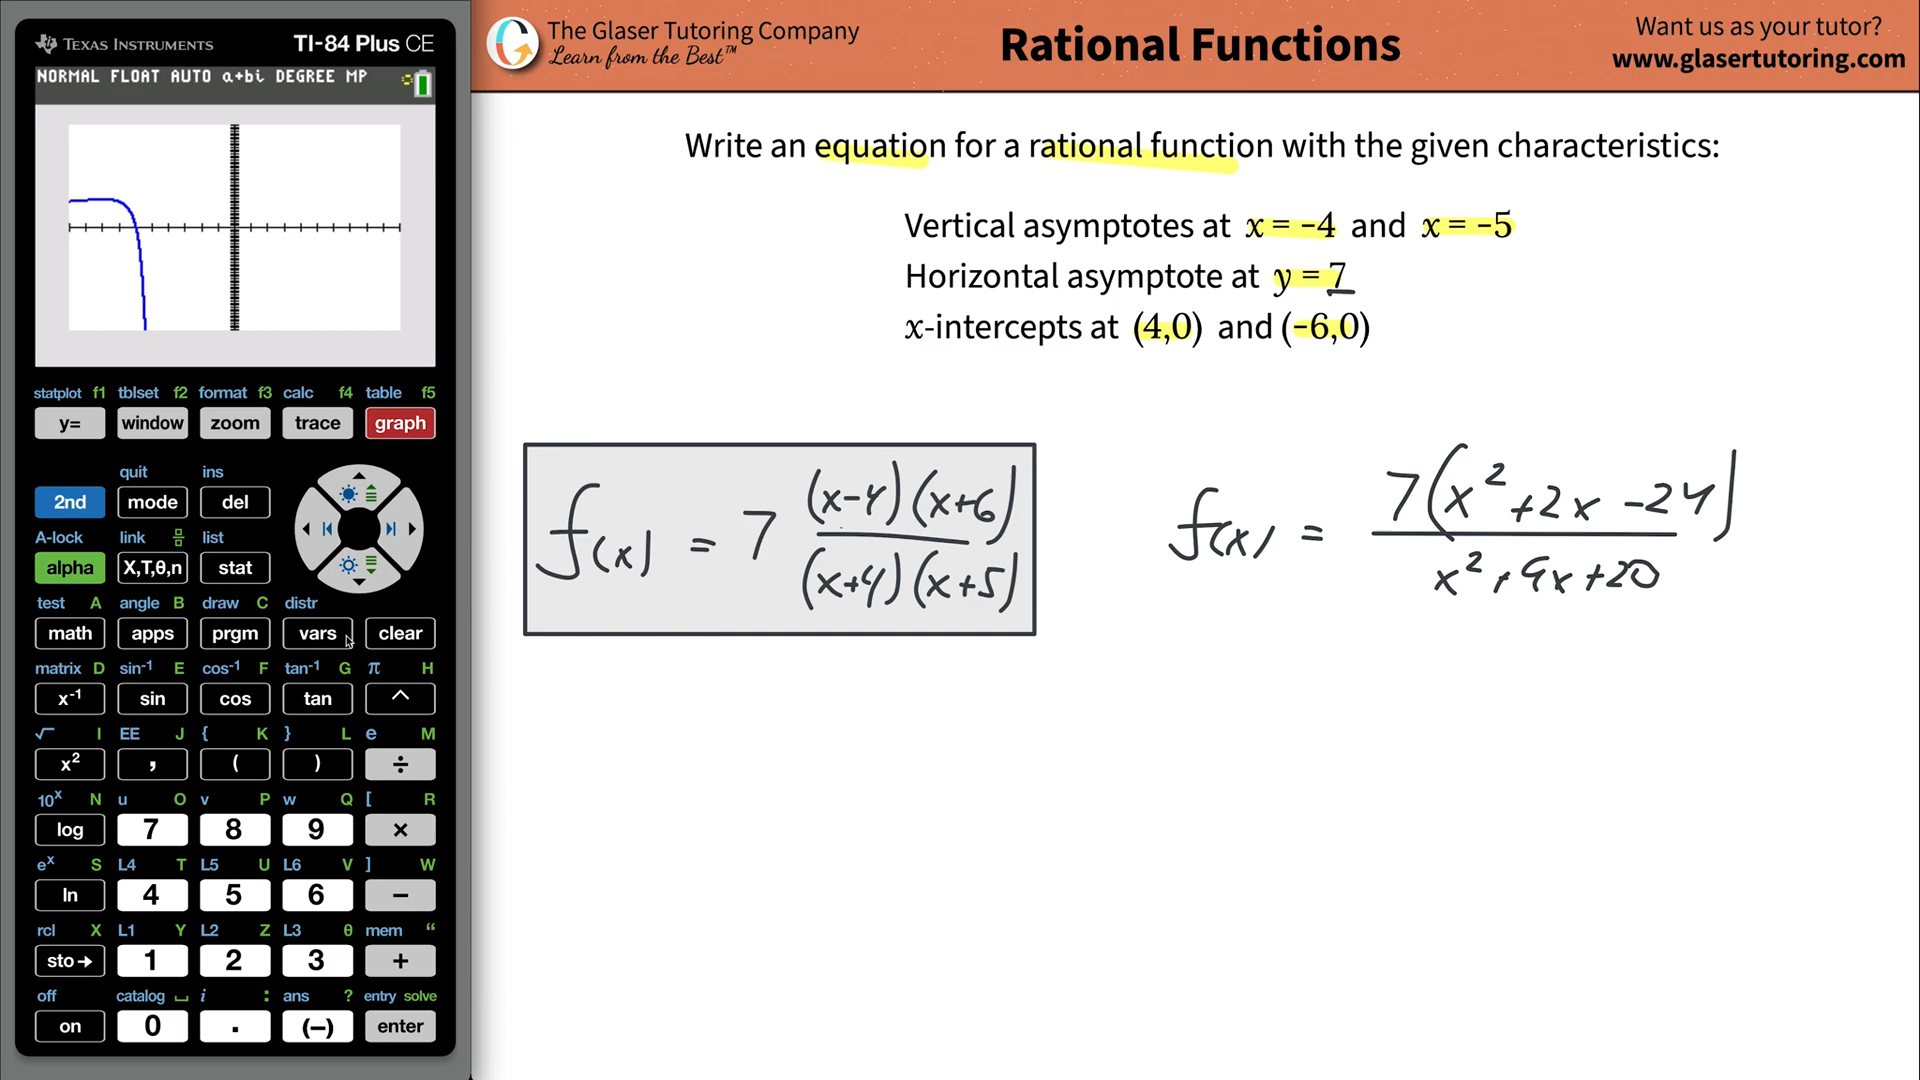 TEXAS INSTRUMENTS TI-84 Plus CE
NORMAL FLOAT AUTO a+bi DEGREE MP
statplot f1 tblset f2 format f3 calc f4 table f5
y= window zoom trace graph
quit ins
2nd mode del
A-lock link list
alpha X,T,θ,n stat
test A angle B draw C distr
math apps prgm vars clear
matrix D sin⁻¹ E cos⁻¹ F tan⁻¹ G π H
x⁻¹ sin cos tan ^
√ I EE J { K } L e M
x² , ( ) ÷
10ˣ N u O v P w Q [ R
log 7 8 9 ×
eˣ S L4 T L5 U L6 V ] W
ln 4 5 6 −
rcl X L1 Y L2 Z L3 θ mem "
sto→ 1 2 3 +
off catalog ⎵ i : ans ? entry solve
on 0 . (−) enter
The Glaser Tutoring Company
Learn from the Best™
Rational Functions
Want us as your tutor?
www.glasertutoring.com
Write an equation for a rational function with the given characteristics:
Vertical asymptotes at x = −4 and x = −5
Horizontal asymptote at y = 7
x-intercepts at (4,0) and (−6,0)
f(x) = 7 (x-4)(x+6)
(x+4)(x+5)
f(x) = 7(x²+2x-24)
x²+9x+20